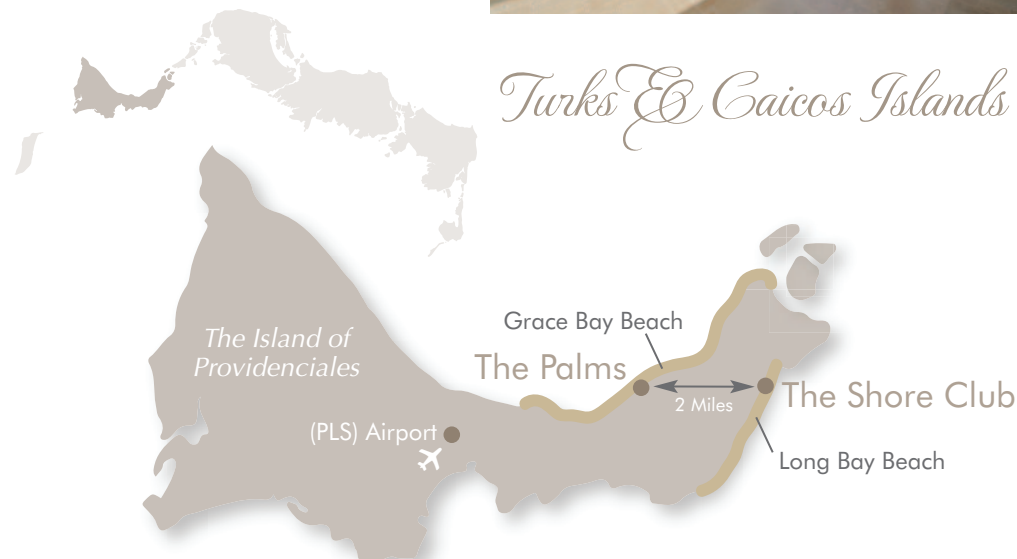 Turks & Caicos Islands
Grace Bay Beach
The Island of
Providenciales
The Palms
2 Miles
The Shore Club
(PLS) Airport
Long Bay Beach